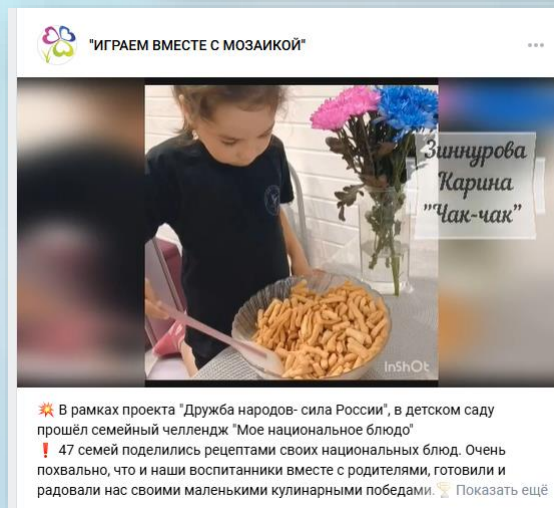 "ИГРАЕМ ВМЕСТЕ С МОЗАИКОЙ"
Зиннурова
Карина
"Чак-чак"
InShOt
В рамках проекта "Дружба народов- сила России", в детском саду
прошёл семейный челлендж "Мое национальное блюдо"
❗ 47 семей поделились рецептами своих национальных блюд. Очень
похвально, что и наши воспитанники вместе с родителями, готовили и
радовали нас своими маленькими кулинарными победами.🏆 Показать ещё